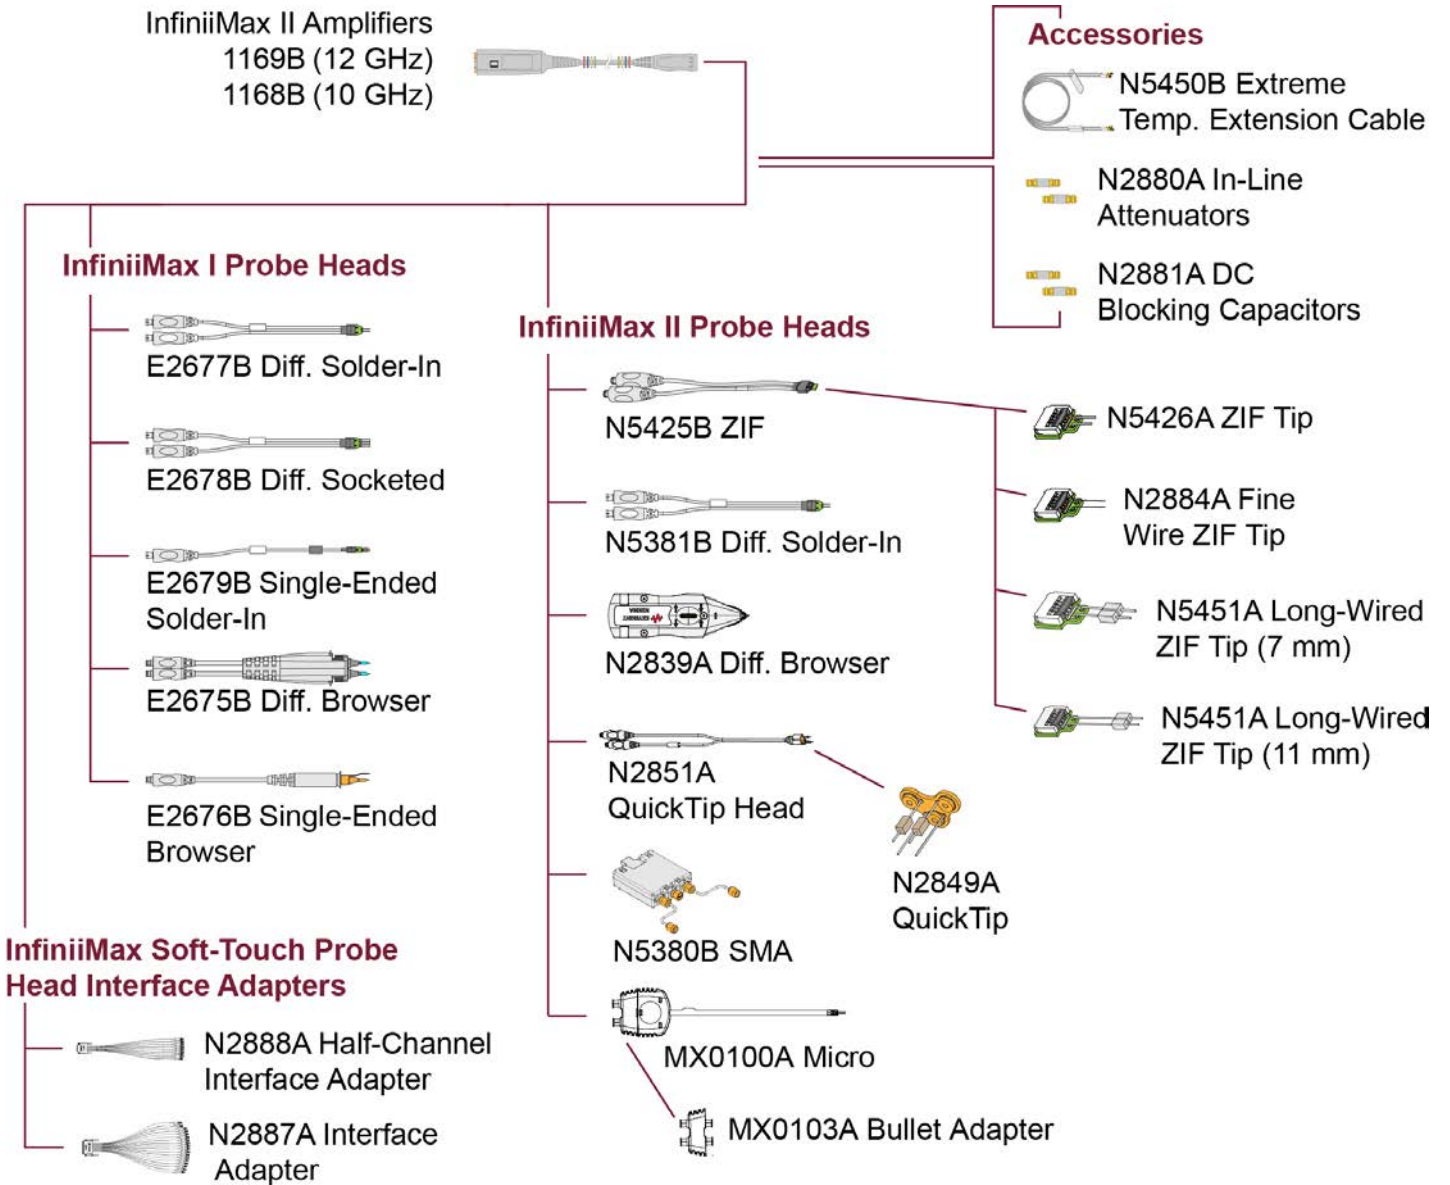 InfiniiMax II Amplifiers
1169B (12 GHz)
1168B (10 GHz)
Accessories
N5450B Extreme
Temp. Extension Cable
N2880A In-Line
Attenuators
N2881A DC
Blocking Capacitors
InfiniiMax I Probe Heads
E2677B Diff. Solder-In
E2678B Diff. Socketed
E2679B Single-Ended
Solder-In
E2675B Diff. Browser
E2676B Single-Ended
Browser
InfiniiMax II Probe Heads
N5425B ZIF
N5381B Diff. Solder-In
KEYSIGHT
N2839A Diff. Browser
N2851A
QuickTip Head
N2849A
QuickTip
N5380B SMA
MX0100A Micro
MX0103A Bullet Adapter
N5426A ZIF Tip
N2884A Fine
Wire ZIF Tip
N5451A Long-Wired
ZIF Tip (7 mm)
N5451A Long-Wired
ZIF Tip (11 mm)
InfiniiMax Soft-Touch Probe
Head Interface Adapters
N2888A Half-Channel
Interface Adapter
N2887A Interface
Adapter